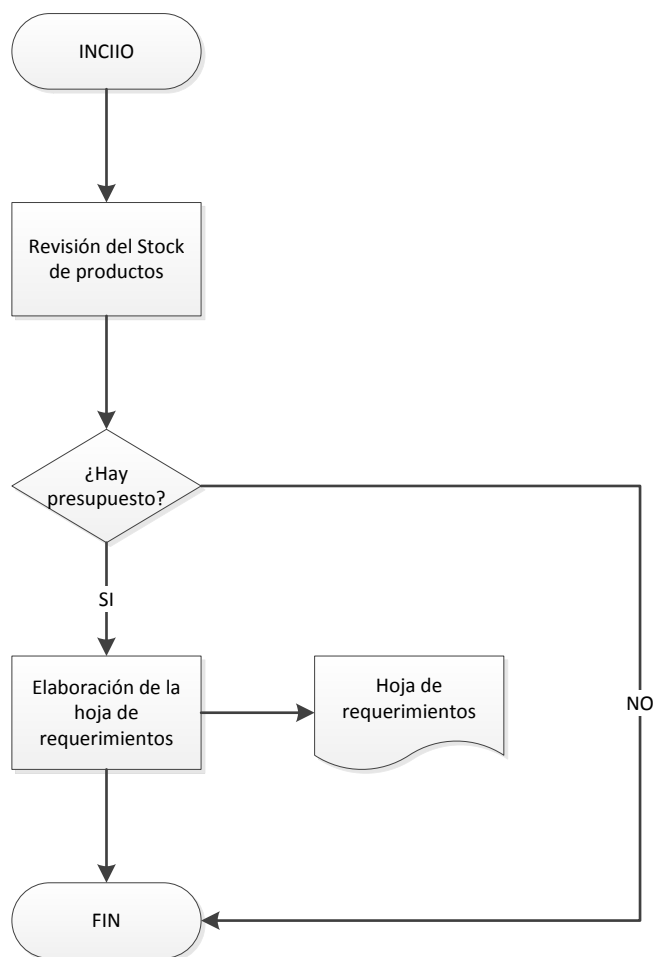 INCIIO
Revisión del Stock
de productos
¿Hay
presupuesto?
SI
Elaboración de la
hoja de
requerimientos
Hoja de
requerimientos
NO
FIN